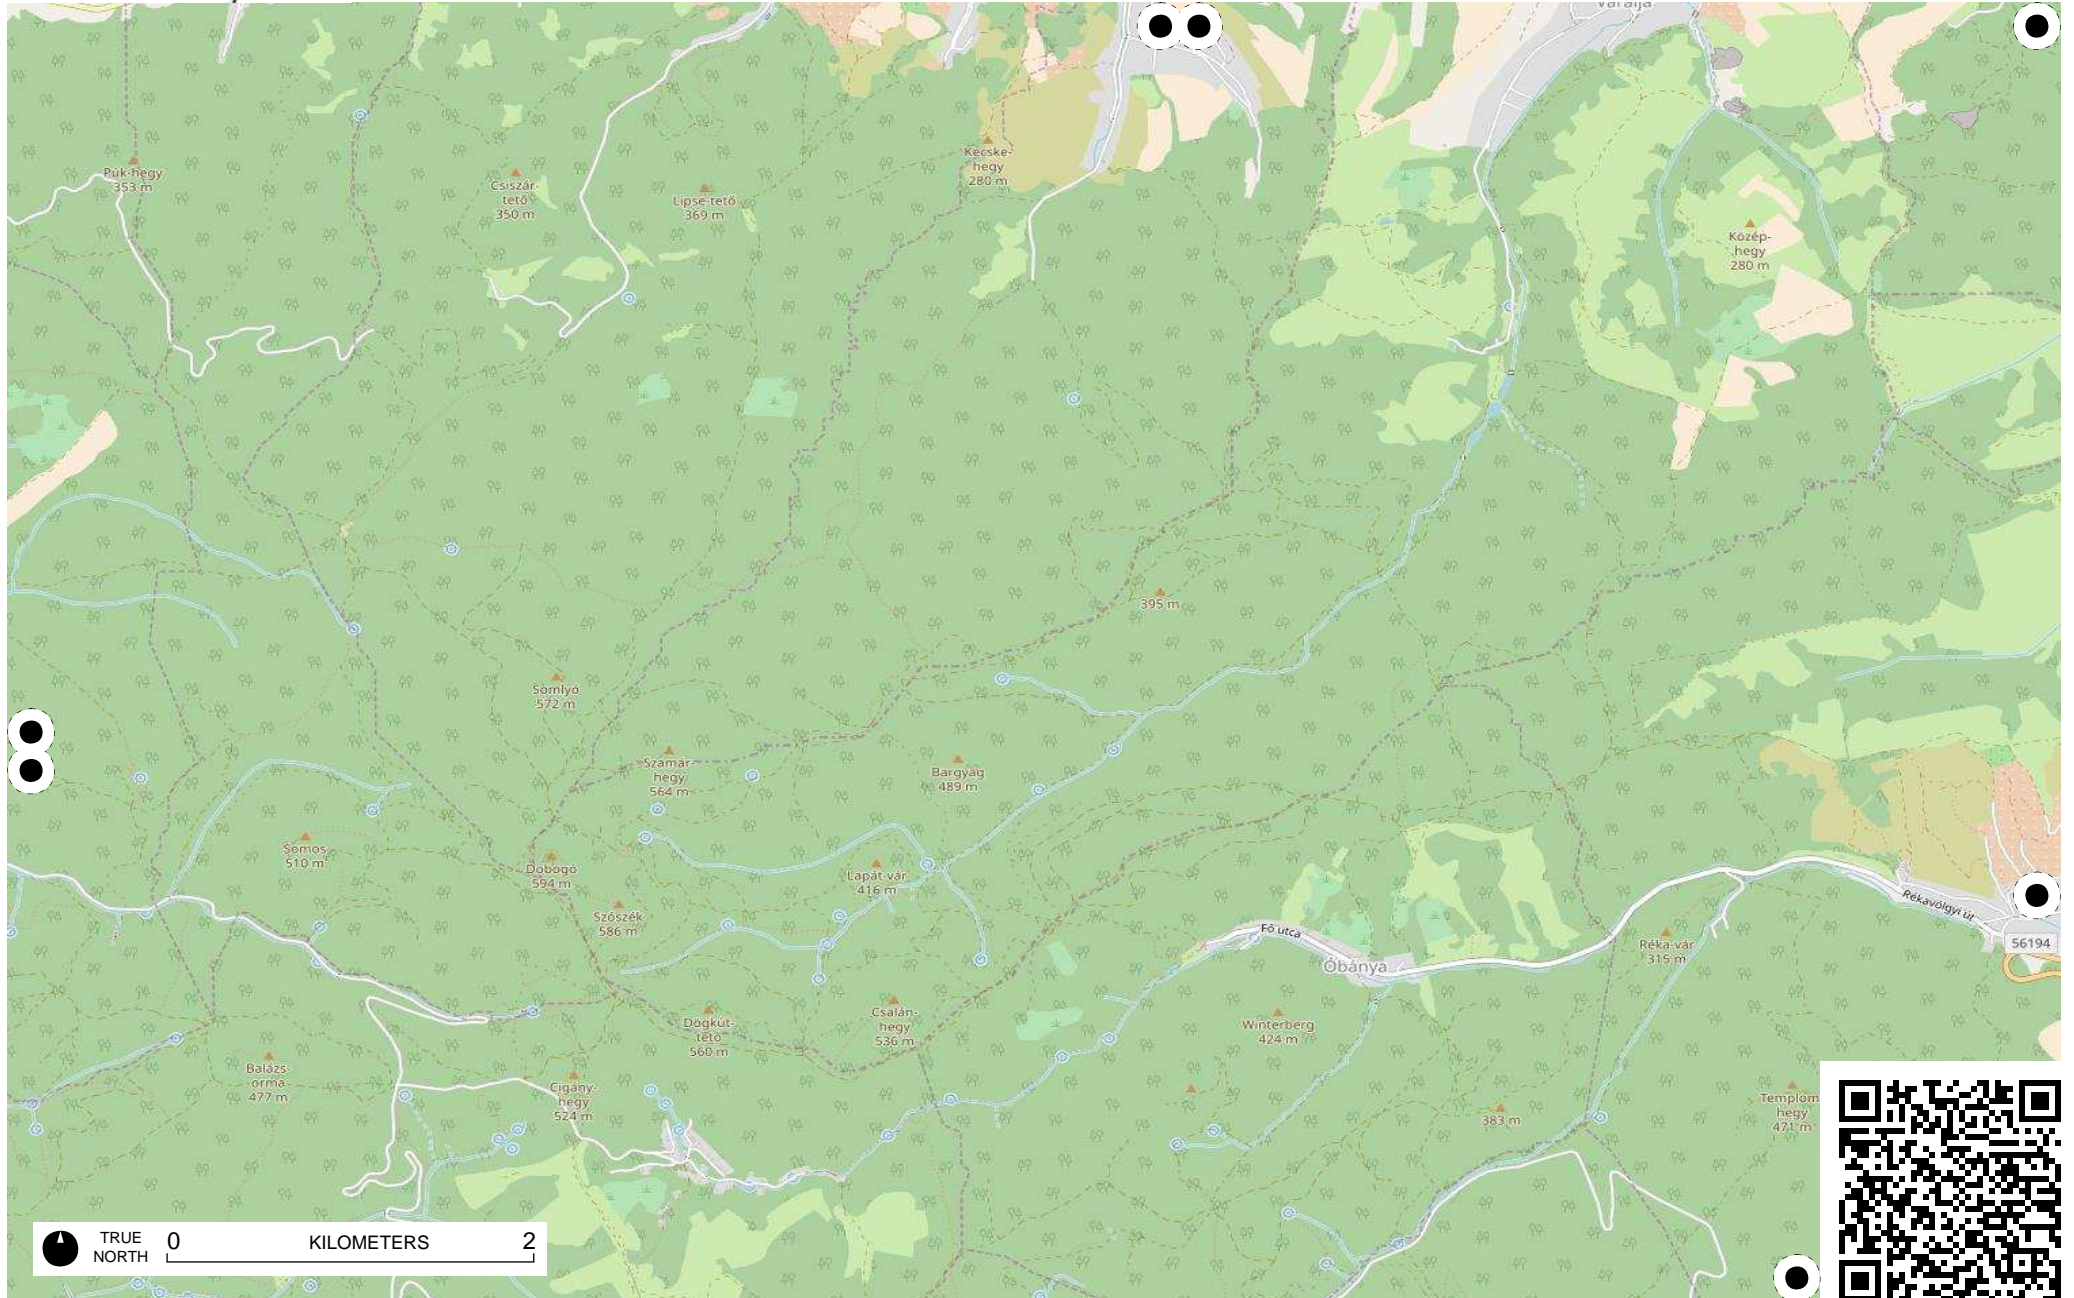 Váralja
Kecske-
hegy
280 m
Púk-hegy
353 m
Csiszár-
tető
350 m
Lipse-tető
369 m
Közép-
hegy
280 m
395 m
Somlyó
572 m
Szamár-
hegy
564 m
Bárgyág
489 m
Somos
510 m
Dobogó
594 m
Lapát-vár
416 m
Szószék
586 m
Rékavölgyi út
Fő utca
Óbánya
Réka-vár
315 m
56194
Dögkút-
tető
560 m
Csalán-
hegy
536 m
Winterberg
424 m
Balázs-
orma
477 m
Cigány-
hegy
524 m
383 m
Templom
hegy
471 m
TRUE
NORTH
0 KILOMETERS 2